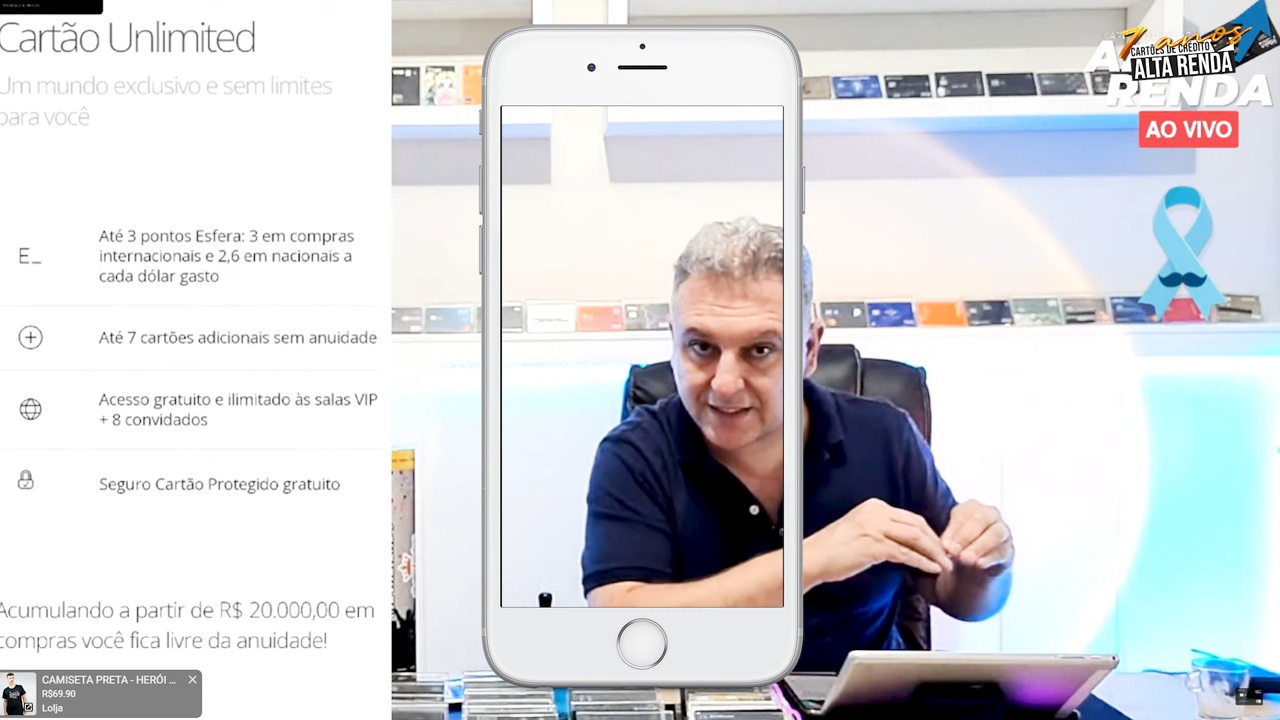 Cartão Unlimited
Um mundo exclusivo e sem limites
para você
Até 3 pontos Esfera: 3 em compras
E_
internacionais e 2,6 em nacionais a
cada dólar gasto
Até 7 cartões adicionais sem anuidade
Acesso gratuito e ilimitado às salas VIP
+ 8 convidados
Seguro Cartão Protegido gratuito
Acumulando a partir de R$ 20.000,00 em
compras você fica livre da anuidade!
CAMISETA PRETA - HERÓI ...
R$69.90
Loja
7 anos
CARTÕES DE CRÉDITO
ALTA RENDA
RENDA
AO VIVO